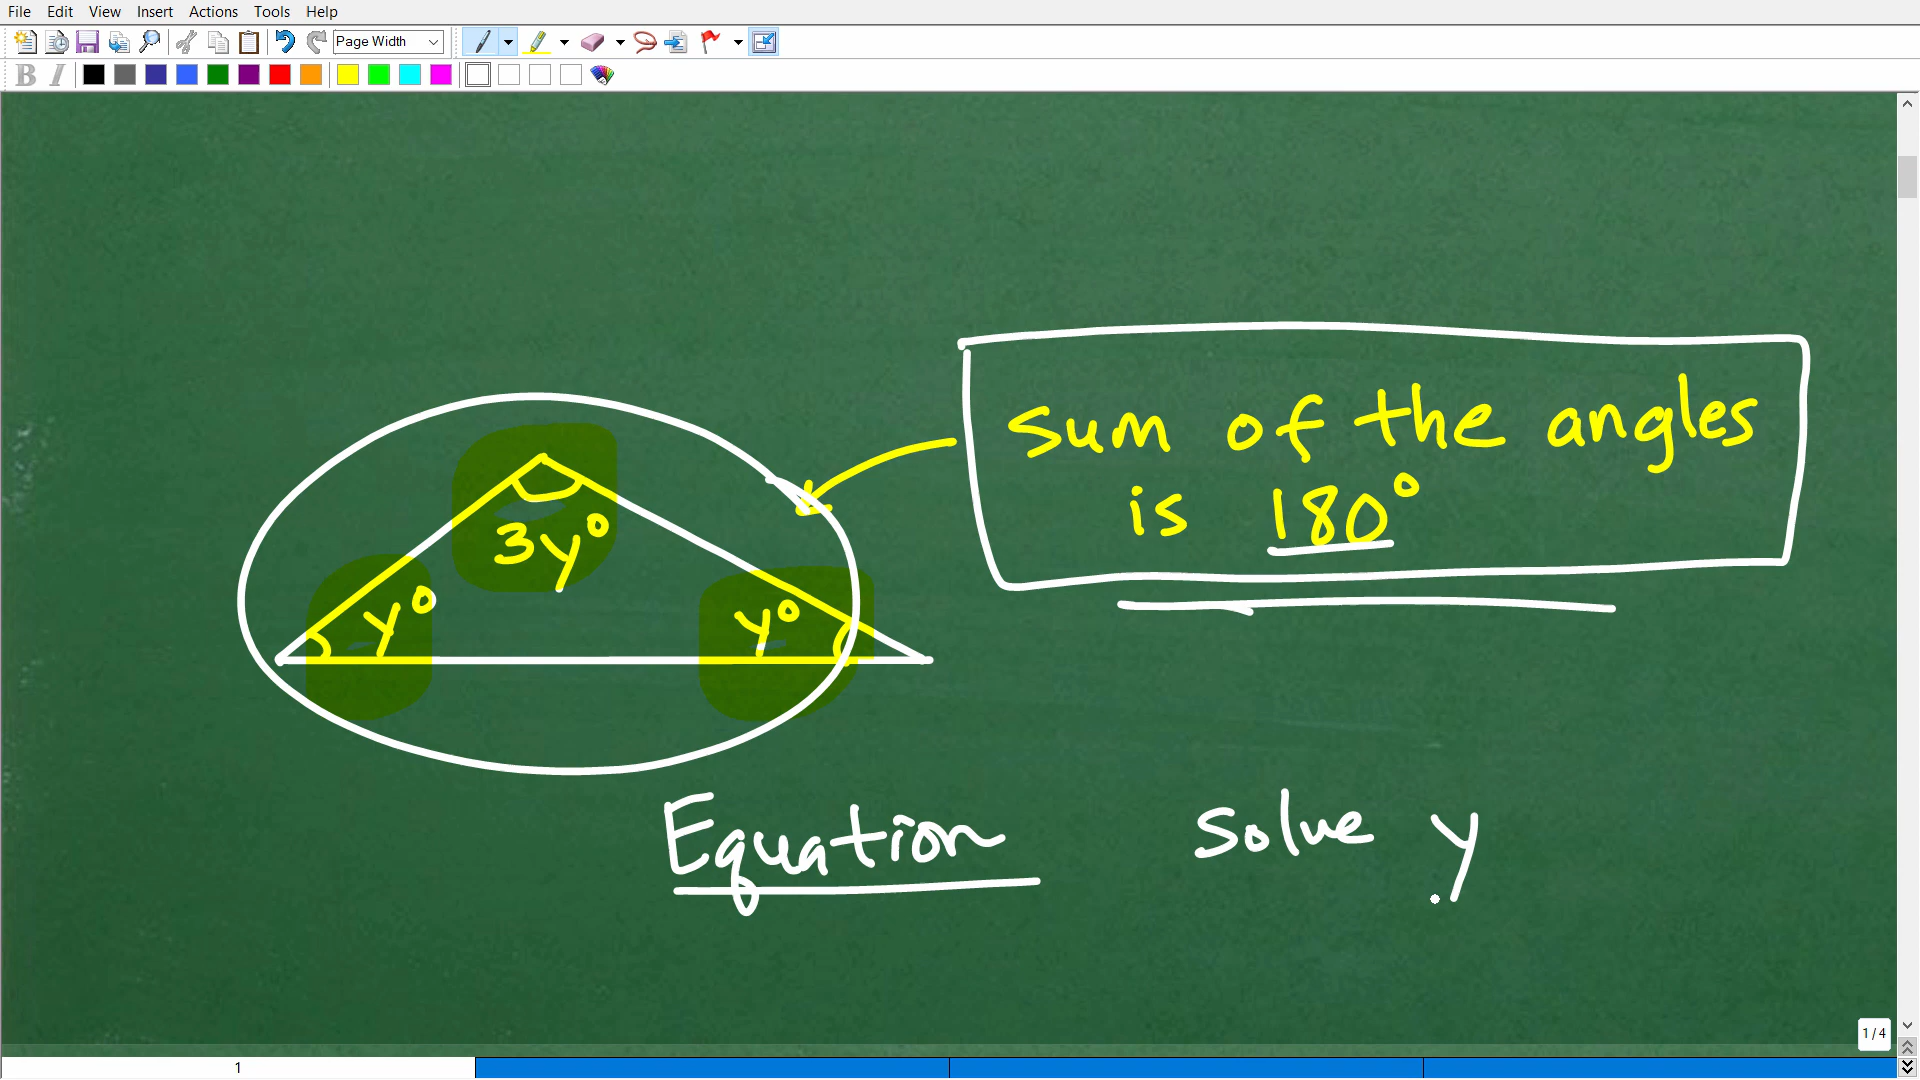 File Edit View Insert Actions Tools Help
Page Width
B I
sum of the angles
is 180°
3y°
y°
y°
Equation
solve y
1 / 4
1